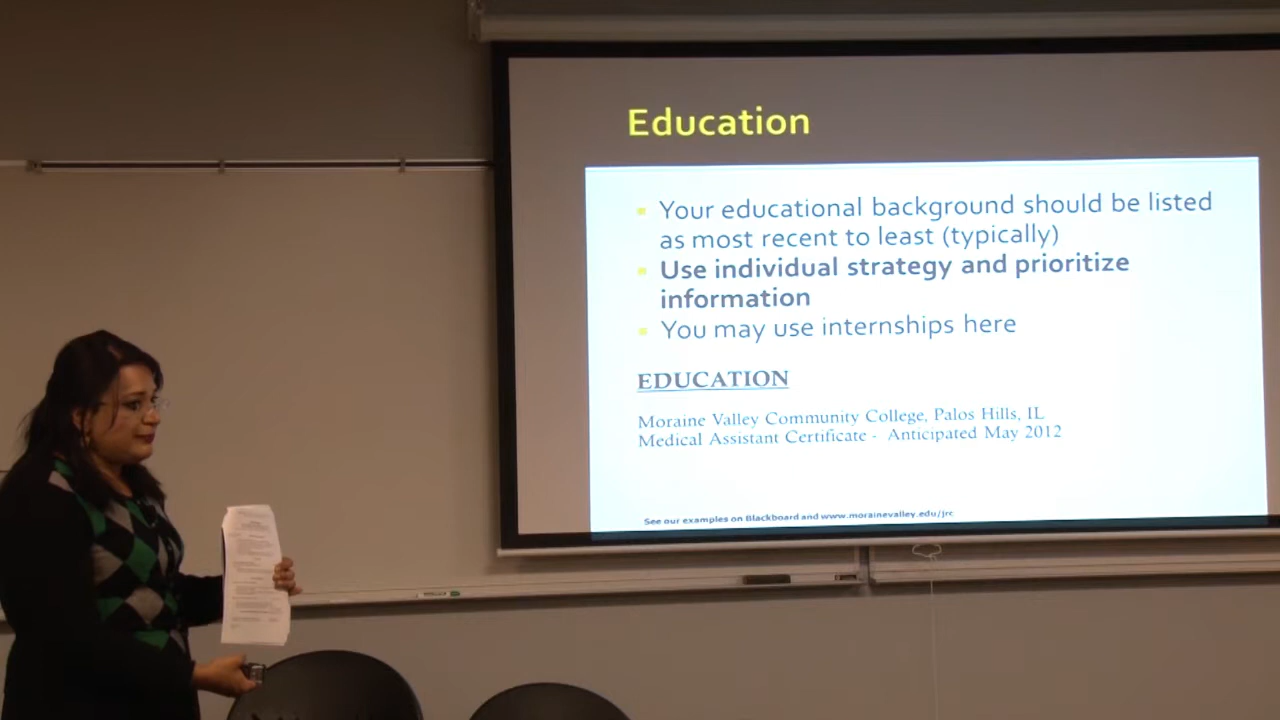 Education
Your educational background should be listed
as most recent to least (typically)
Use individual strategy and prioritize
information
You may use internships here
EDUCATION
Moraine Valley Community College, Palos Hills, IL
Medical Assistant Certificate - Anticipated May 2012
See our examples on Blackboard and www.morainevalley.edu/jrc